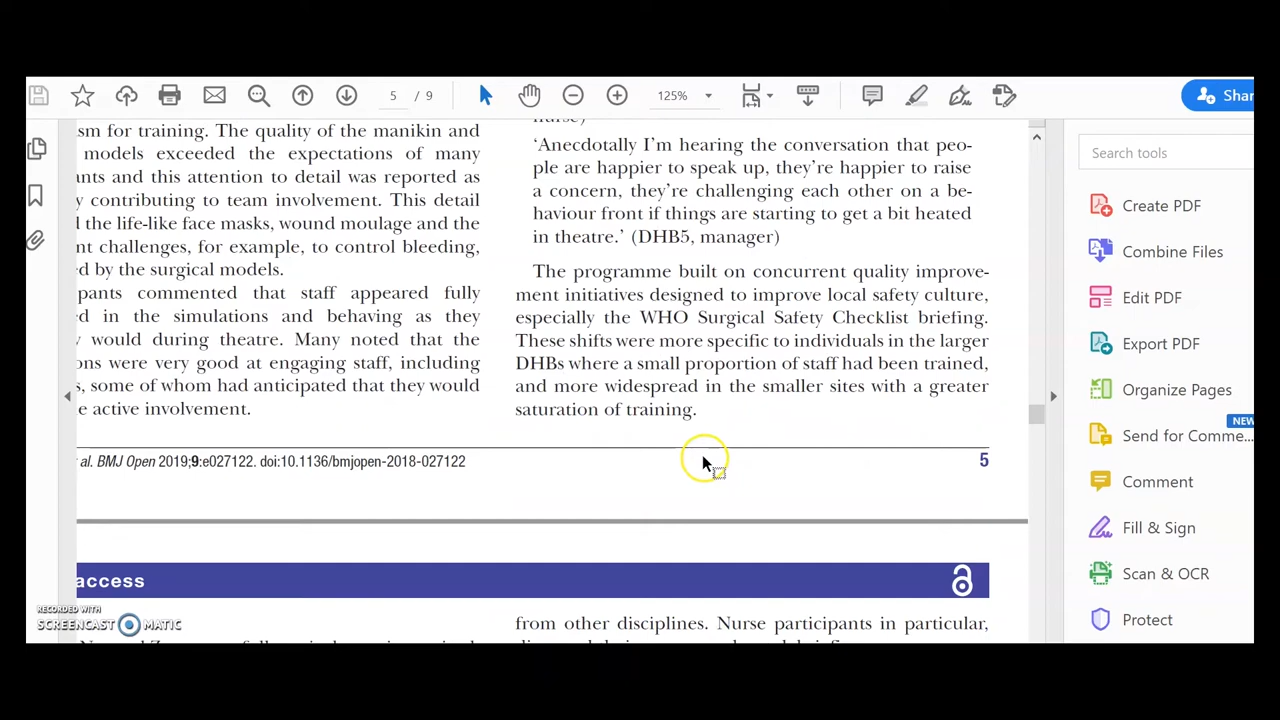 5 / 9
125%
Shar
Search tools
Create PDF
Combine Files
Edit PDF
Export PDF
Organize Pages
NEW
Send for Comme...
Comment
Fill & Sign
Scan & OCR
Protect
sm for training. The quality of the manikin and
models exceeded the expectations of many
ants and this attention to detail was reported as
y contributing to team involvement. This detail
d the life-like face masks, wound moulage and the
nt challenges, for example, to control bleeding,
ed by the surgical models.
pants commented that staff appeared fully
ed in the simulations and behaving as they
y would during theatre. Many noted that the
ons were very good at engaging staff, including
s, some of whom had anticipated that they would
e active involvement.
nurse)
‘Anecdotally I’m hearing the conversation that peo-
ple are happier to speak up, they’re happier to raise
a concern, they’re challenging each other on a be-
haviour front if things are starting to get a bit heated
in theatre.’ (DHB5, manager)
The programme built on concurrent quality improve-
ment initiatives designed to improve local safety culture,
especially the WHO Surgical Safety Checklist briefing.
These shifts were more specific to individuals in the larger
DHBs where a small proportion of staff had been trained,
and more widespread in the smaller sites with a greater
saturation of training.
al. BMJ Open 2019;9:e027122. doi:10.1136/bmjopen-2018-027122
5
access
from other disciplines. Nurse participants in particular,
RECORDED WITH
SCREENCAST MATIC